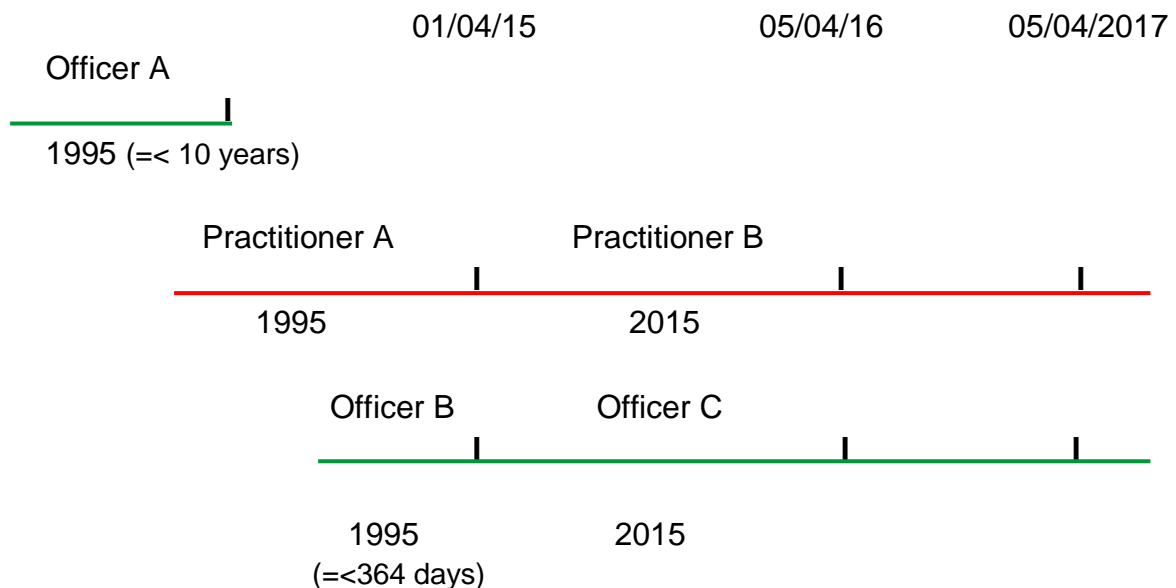 01/04/15 05/04/16 05/04/2017
Officer A
1995 (=< 10 years)
Practitioner A Practitioner B
1995 2015
Officer B Officer C
1995 2015
(=<364 days)